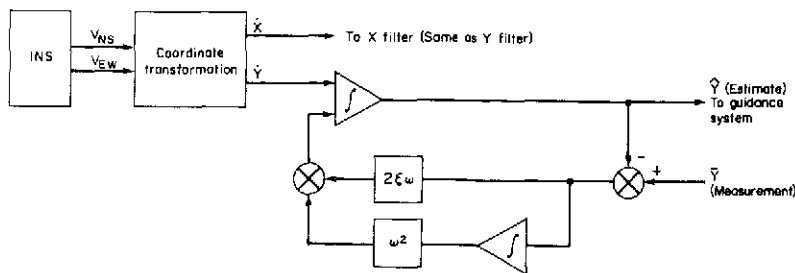 INS
V_NS
V_EW
Coordinate
transformation
Ẋ
Ẏ
To X filter (Same as Y filter)
∫
Ŷ (Estimate)
To guidance
system
2ξω
ω²
∫
−
+
Ȳ
(Measurement)